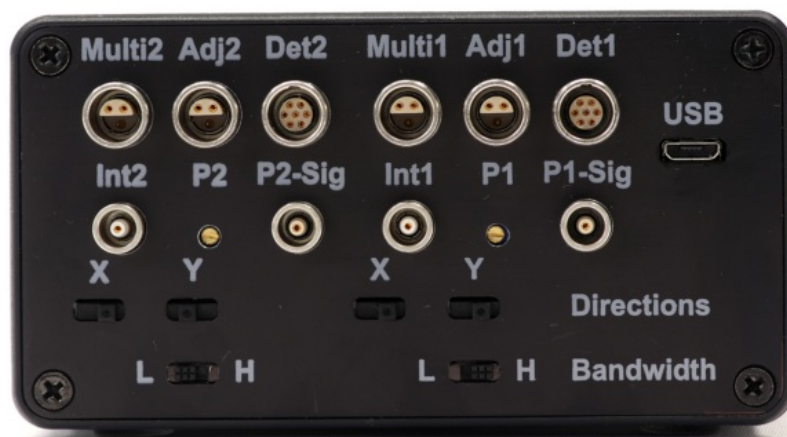 Multi2 Adj2 Det2 Multi1 Adj1 Det1
USB
Int2 P2 P2-Sig Int1 P1 P1-Sig
X Y X Y
Directions
L H L H Bandwidth